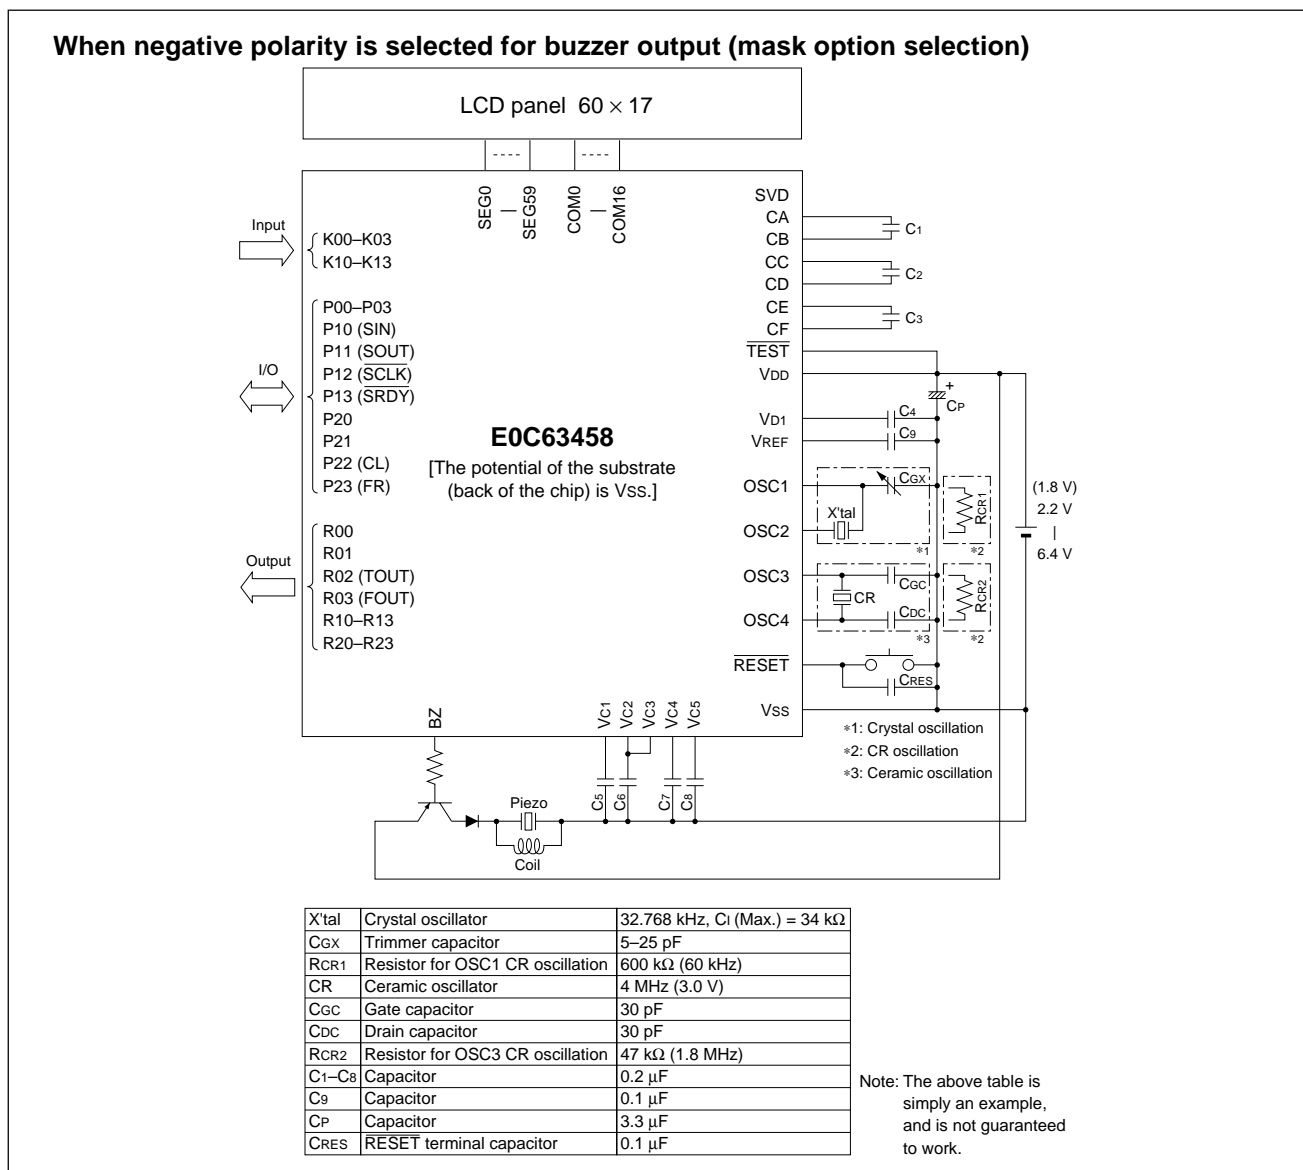 When negative polarity is selected for buzzer output (mask option selection)
LCD panel 60 × 17
SEG0
SEG59
COM0
COM16
Input
K00–K03
K10–K13
I/O
P00–P03
P10 (SIN)
P11 (SOUT)
P12 (SCLK)
P13 (SRDY)
P20
P21
P22 (CL)
P23 (FR)
Output
R00
R01
R02 (TOUT)
R03 (FOUT)
R10–R13
R20–R23
E0C63458
[The potential of the substrate
(back of the chip) is VSS.]
SVD
CA
CB
CC
CD
CE
CF
TEST
VDD
VD1
VREF
OSC1
OSC2
OSC3
OSC4
RESET
VSS
C1
C2
C3
+
CP
C4
C9
CGX
X'tal
*1
RCR1
*2
CGC
CR
CDC
*3
RCR2
*2
CRES
(1.8 V)
2.2 V
|
6.4 V
*1: Crystal oscillation
*2: CR oscillation
*3: Ceramic oscillation
BZ
VC1
VC2
VC3
VC4
VC5
C5
C6
C7
C8
Piezo
Coil
X'tal Crystal oscillator 32.768 kHz, CI (Max.) = 34 kΩ
CGX Trimmer capacitor 5–25 pF
RCR1 Resistor for OSC1 CR oscillation 600 kΩ (60 kHz)
CR Ceramic oscillator 4 MHz (3.0 V)
CGC Gate capacitor 30 pF
CDC Drain capacitor 30 pF
RCR2 Resistor for OSC3 CR oscillation 47 kΩ (1.8 MHz)
C1–C8 Capacitor 0.2 µF
C9 Capacitor 0.1 µF
CP Capacitor 3.3 µF
CRES RESET terminal capacitor 0.1 µF
Note: The above table is
simply an example,
and is not guaranteed
to work.